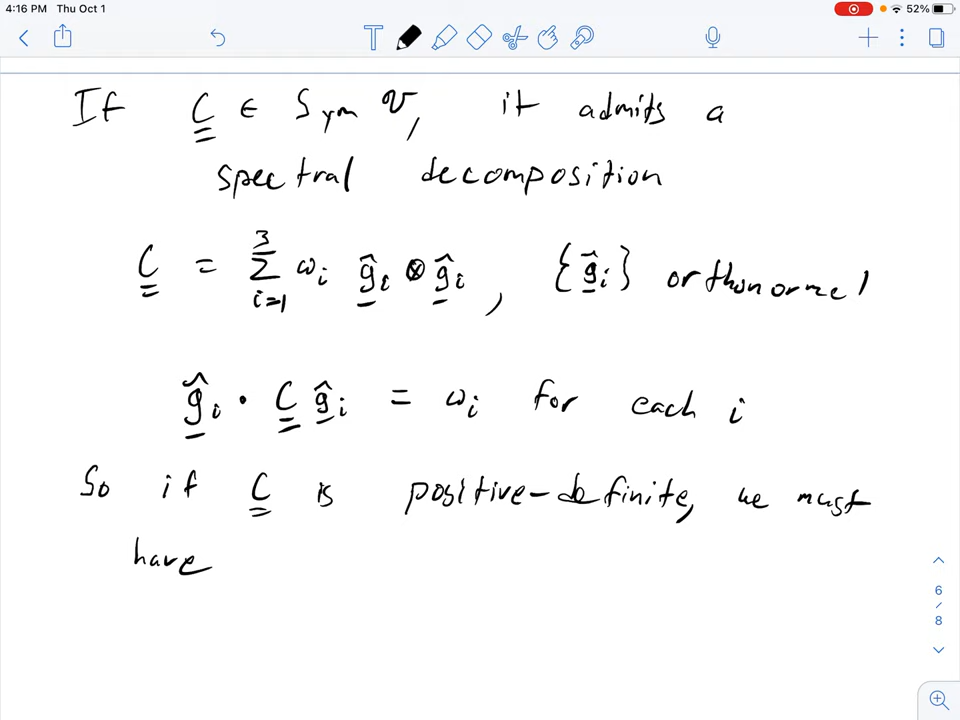 4:16 PM Thu Oct 1
52%
If C ∈ Sym V, it admits a
spectral decomposition
C = Σ_{i=1}^{3} ω_i ĝ_i ⊗ ĝ_i, {ĝ_i} orthonormal
ĝ_i · C ĝ_i = ω_i for each i
So if C is positive-definite, we must
have
6
/
8